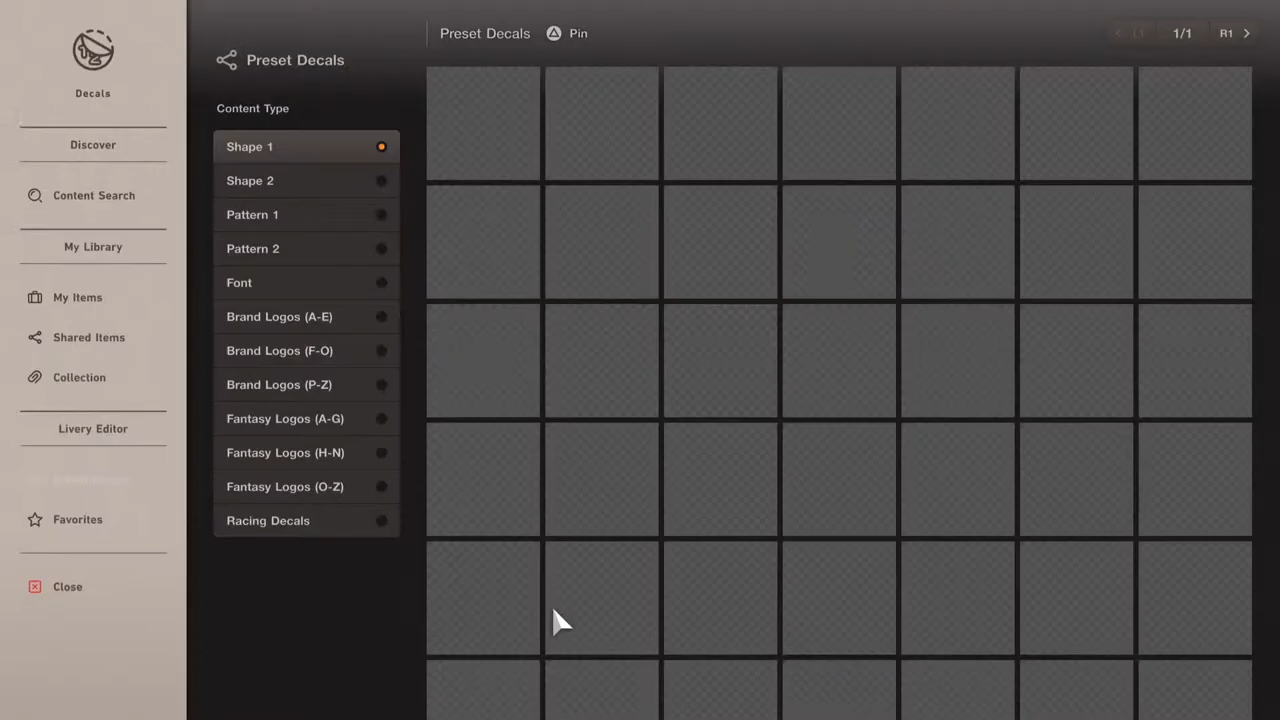 Decals
Discover
Content Search
My Library
My Items
Shared Items
Collection
Livery Editor
Favorites
Close
Preset Decals
Content Type
Shape 1
Shape 2
Pattern 1
Pattern 2
Font
Brand Logos (A-E)
Brand Logos (F-O)
Brand Logos (P-Z)
Fantasy Logos (A-G)
Fantasy Logos (H-N)
Fantasy Logos (O-Z)
Racing Decals
Preset Decals Pin
1/1 R1